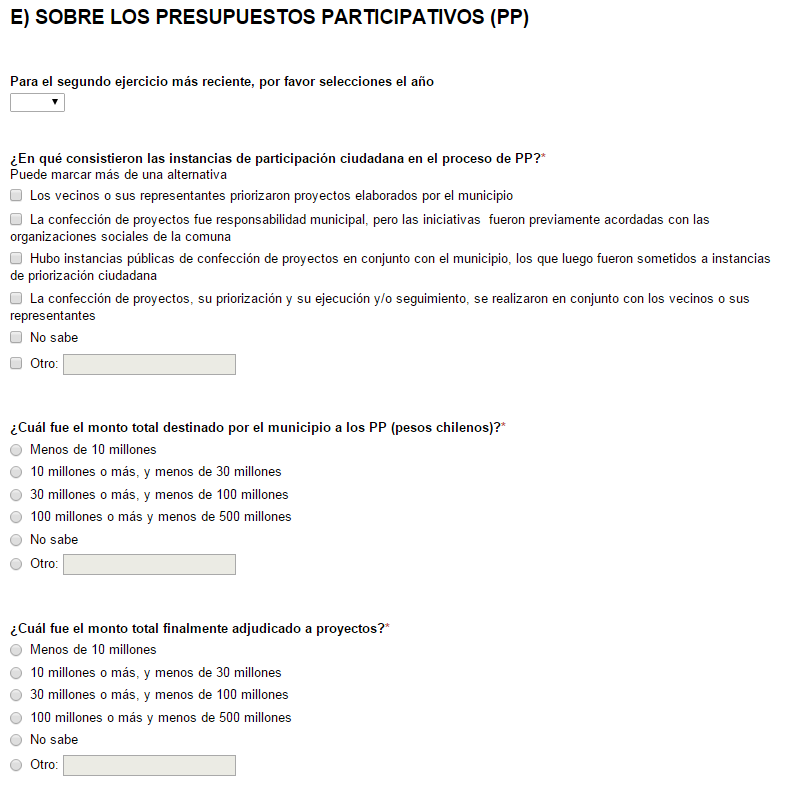 E) SOBRE LOS PRESUPUESTOS PARTICIPATIVOS (PP)
Para el segundo ejercicio más reciente, por favor selecciones el año
¿En qué consistieron las instancias de participación ciudadana en el proceso de PP?*
Puede marcar más de una alternativa
Los vecinos o sus representantes priorizaron proyectos elaborados por el municipio
La confección de proyectos fue responsabilidad municipal, pero las iniciativas fueron previamente acordadas con las
organizaciones sociales de la comuna
Hubo instancias públicas de confección de proyectos en conjunto con el municipio, los que luego fueron sometidos a instancias
de priorización ciudadana
La confección de proyectos, su priorización y su ejecución y/o seguimiento, se realizaron en conjunto con los vecinos o sus
representantes
No sabe
Otro:
¿Cuál fue el monto total destinado por el municipio a los PP (pesos chilenos)?*
Menos de 10 millones
10 millones o más, y menos de 30 millones
30 millones o más, y menos de 100 millones
100 millones o más y menos de 500 millones
No sabe
Otro:
¿Cuál fue el monto total finalmente adjudicado a proyectos?*
Menos de 10 millones
10 millones o más, y menos de 30 millones
30 millones o más, y menos de 100 millones
100 millones o más y menos de 500 millones
No sabe
Otro: